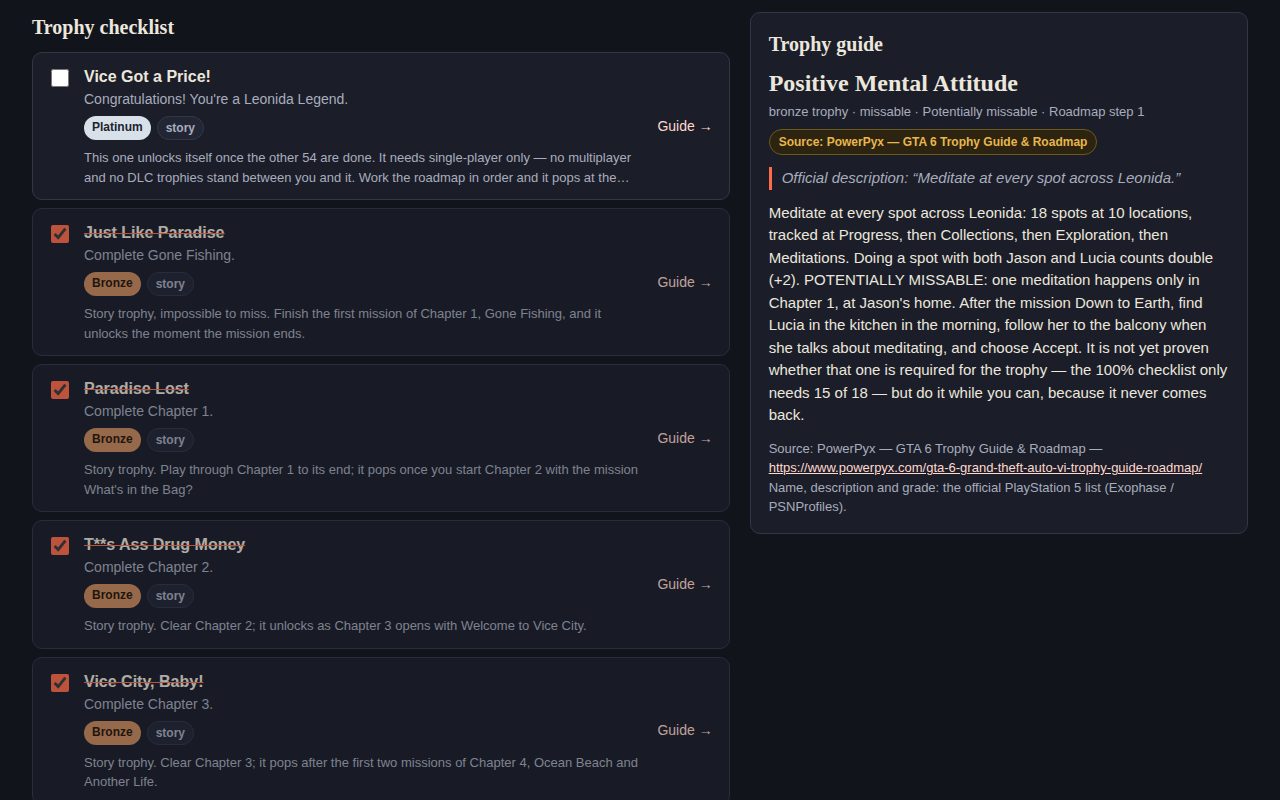 Trophy checklist
Vice Got a Price!
Congratulations! You're a Leonida Legend.
Platinum story
Guide →
This one unlocks itself once the other 54 are done. It needs single-player only — no multiplayer
and no DLC trophies stand between you and it. Work the roadmap in order and it pops at the…
Just Like Paradise
Complete Gone Fishing.
Bronze story
Guide →
Story trophy, impossible to miss. Finish the first mission of Chapter 1, Gone Fishing, and it
unlocks the moment the mission ends.
Paradise Lost
Complete Chapter 1.
Bronze story
Guide →
Story trophy. Play through Chapter 1 to its end; it pops once you start Chapter 2 with the mission
What's in the Bag?
T**s Ass Drug Money
Complete Chapter 2.
Bronze story
Guide →
Story trophy. Clear Chapter 2; it unlocks as Chapter 3 opens with Welcome to Vice City.
Vice City, Baby!
Complete Chapter 3.
Bronze story
Guide →
Story trophy. Clear Chapter 3; it pops after the first two missions of Chapter 4, Ocean Beach and
Another Life.
Trophy guide
Positive Mental Attitude
bronze trophy · missable · Potentially missable · Roadmap step 1
Source: PowerPyx — GTA 6 Trophy Guide & Roadmap
Official description: “Meditate at every spot across Leonida.”
Meditate at every spot across Leonida: 18 spots at 10 locations,
tracked at Progress, then Collections, then Exploration, then
Meditations. Doing a spot with both Jason and Lucia counts double
(+2). POTENTIALLY MISSABLE: one meditation happens only in
Chapter 1, at Jason's home. After the mission Down to Earth, find
Lucia in the kitchen in the morning, follow her to the balcony when
she talks about meditating, and choose Accept. It is not yet proven
whether that one is required for the trophy — the 100% checklist only
needs 15 of 18 — but do it while you can, because it never comes
back.
Source: PowerPyx — GTA 6 Trophy Guide & Roadmap —
https://www.powerpyx.com/gta-6-grand-theft-auto-vi-trophy-guide-roadmap/
Name, description and grade: the official PlayStation 5 list (Exophase /
PSNProfiles).